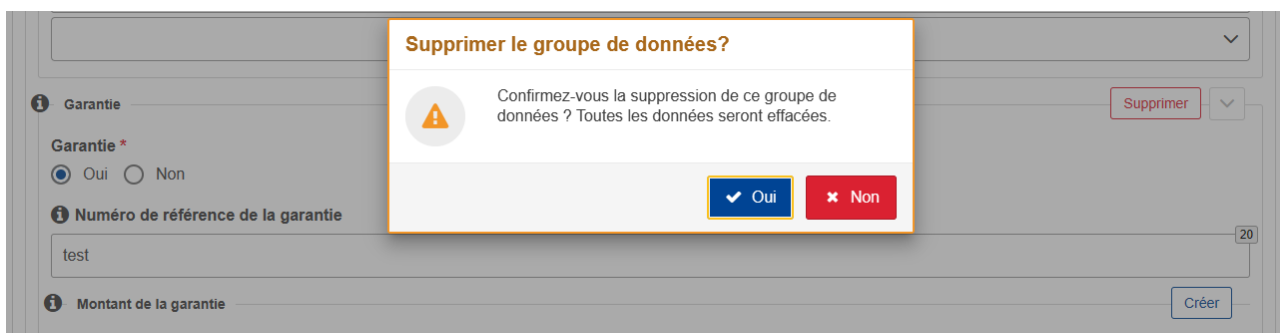 Supprimer le groupe de données?
Confirmez-vous la suppression de ce groupe de
données ? Toutes les données seront effacées.
Oui
Non
Garantie
Supprimer
Garantie *
Oui
Non
Numéro de référence de la garantie
20
test
Montant de la garantie
Créer